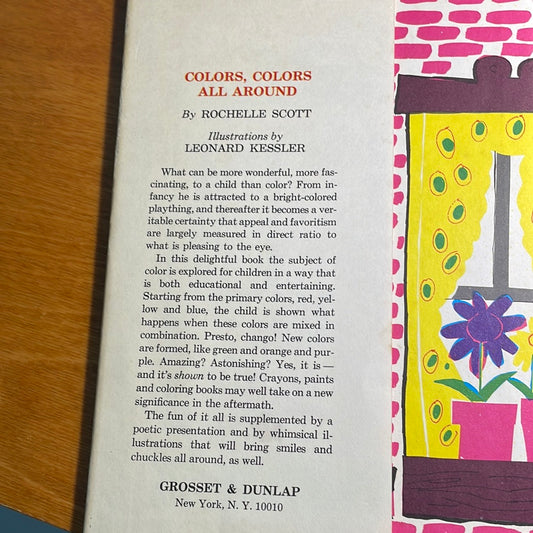 COLORS, COLORS
ALL AROUND
By ROCHELLE SCOTT
Illustrations by
LEONARD KESSLER
What can be more wonderful, more fas-
cinating, to a child than color? From in-
fancy he is attracted to a bright-colored
plaything, and thereafter it becomes a ver-
itable certainty that appeal and favoritism
are largely measured in direct ratio to
what is pleasing to the eye.
In this delightful book the subject of
color is explored for children in a way that
is both educational and entertaining.
Starting from the primary colors, red, yel-
low and blue, the child is shown what
happens when these colors are mixed in
combination. Presto, chango! New colors
are formed, like green and orange and pur-
ple. Amazing? Astonishing? Yes, it is —
and it's shown to be true! Crayons, paints
and coloring books may well take on a new
significance in the aftermath.
The fun of it all is supplemented by a
poetic presentation and by whimsical il-
lustrations that will bring smiles and
chuckles all around, as well.
GROSSET & DUNLAP
New York, N. Y. 10010